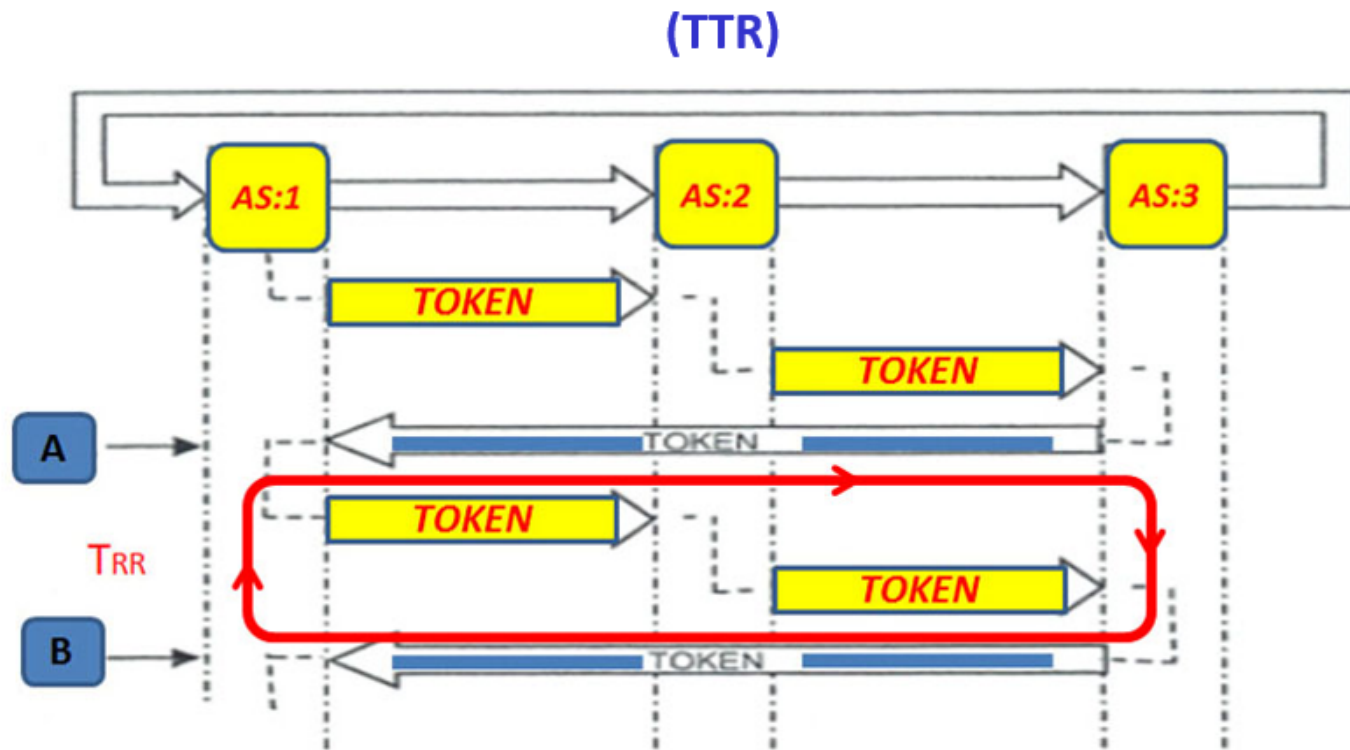 (TTR)
AS:1
AS:2
AS:3
TOKEN
TOKEN
A
TOKEN
TOKEN
TRR
TOKEN
B
TOKEN